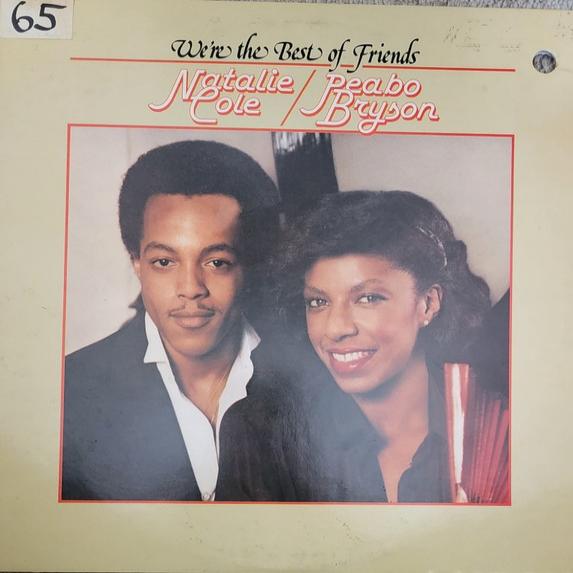 65
We're the Best of Friends
Natalie Cole / Peabo Bryson